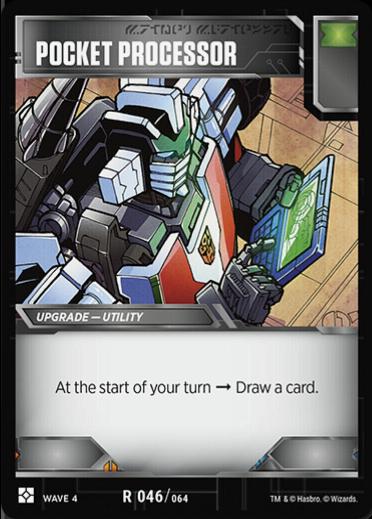 POCKET PROCESSOR
UPGRADE — UTILITY
At the start of your turn → Draw a card.
WAVE 4
R 046/064
TM & © Hasbro. © Wizards.